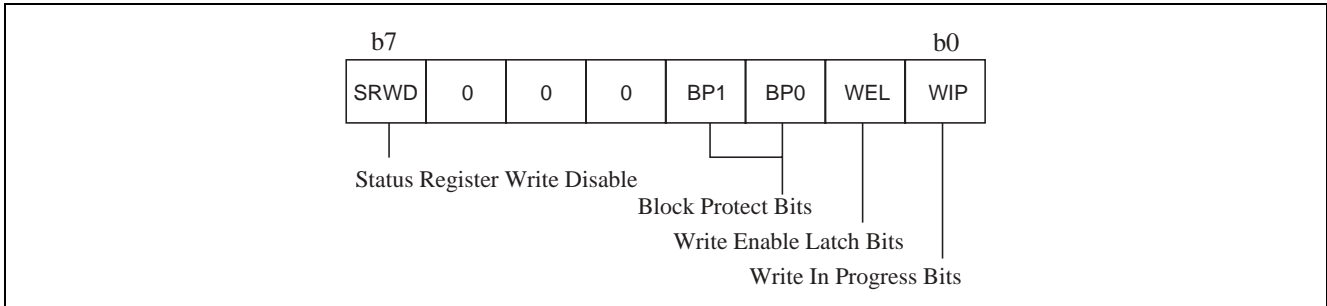 b7 b0
SRWD 0 0 0 BP1 BP0 WEL WIP
Status Register Write Disable
Block Protect Bits
Write Enable Latch Bits
Write In Progress Bits